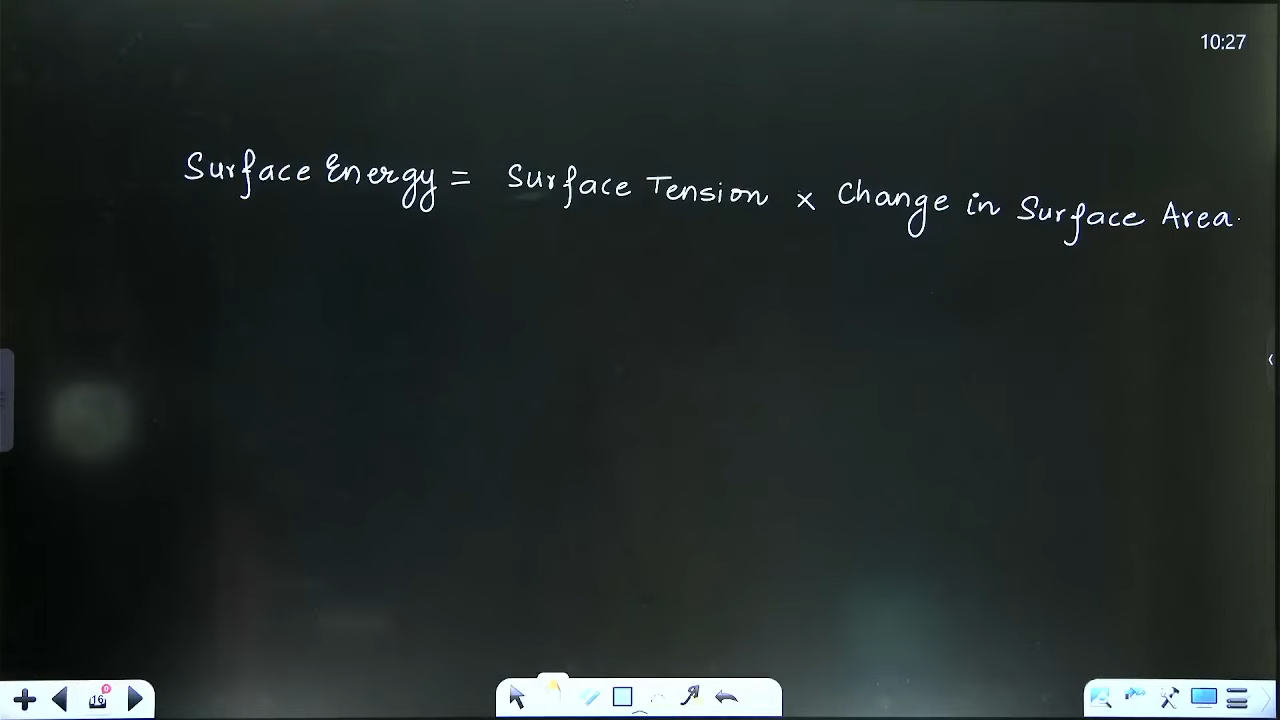 10:27
Surface Energy = Surface Tension × Change in Surface Area.
16